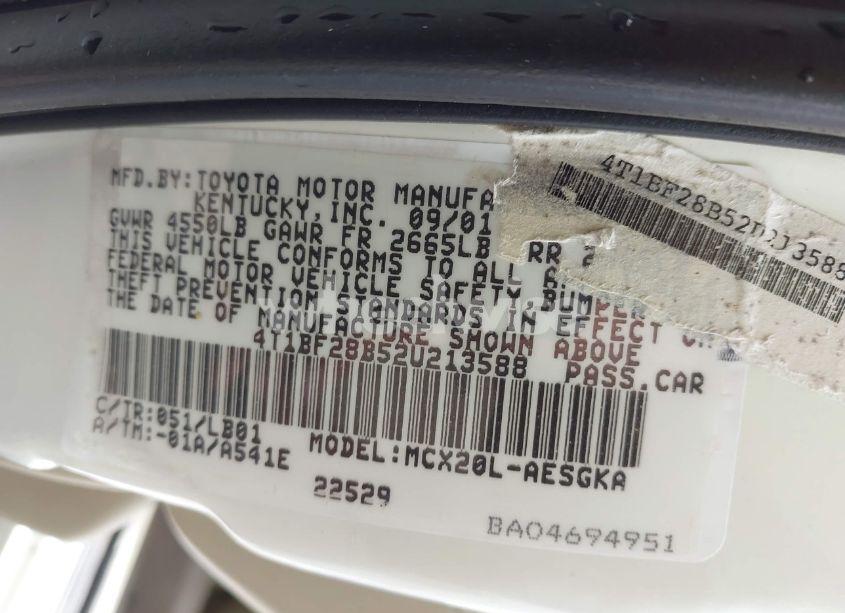 MFD.BY:TOYOTA MOTOR MANUFA
KENTUCKY,INC. 09/01
GVWR 4550LB GAWR FR 2665LB RR 2
THIS VEHICLE CONFORMS TO ALL A
FEDERAL MOTOR VEHICLE SAFETY BUMPER
THEFT PREVENTION STANDARDS IN EFFECT
THE DATE OF MANUFACTURE SHOWN ABOVE
4T1BF28B52U213588 PASS.CAR
C/TR:051/LB01
A/TM:-01A/A541E MODEL:MCX20L-AESGKA
22529
BA04694951
4T1BF28B52U213588